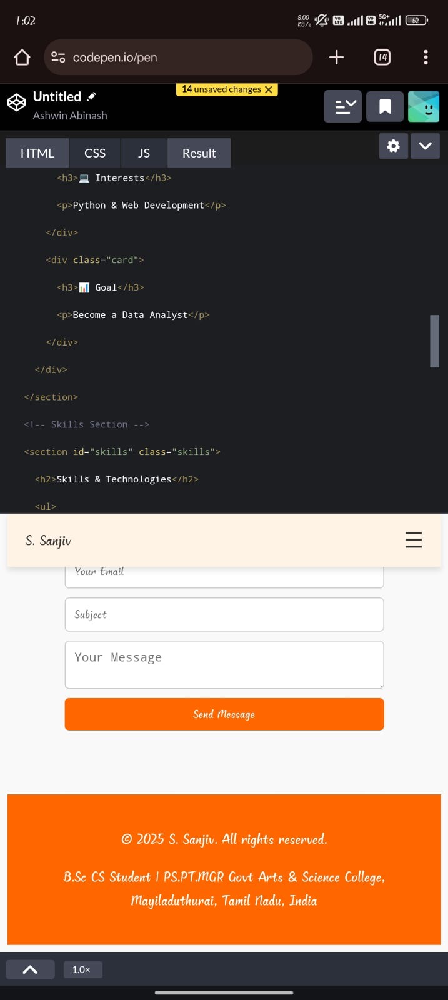 1:02
8.00
KB/s
Vo
LTE
Vo
NR
5G+
62
codepen.io/pen
14
14 unsaved changes
Untitled
Ashwin Abinash
HTML CSS JS Result
<h3>💻 Interests</h3>
<p>Python & Web Development</p>
</div>
<div class="card">
<h3>📊 Goal</h3>
<p>Become a Data Analyst</p>
</div>
</div>
</section>
<!-- Skills Section -->
<section id="skills" class="skills">
<h2>Skills & Technologies</h2>
<ul>
S. Sanjiv
Your Email
Subject
Your Message
Send Message
© 2025 S. Sanjiv. All rights reserved.
B.Sc CS Student | PS.PT.MGR Govt Arts & Science College,
Mayiladuthurai, Tamil Nadu, India
1.0×